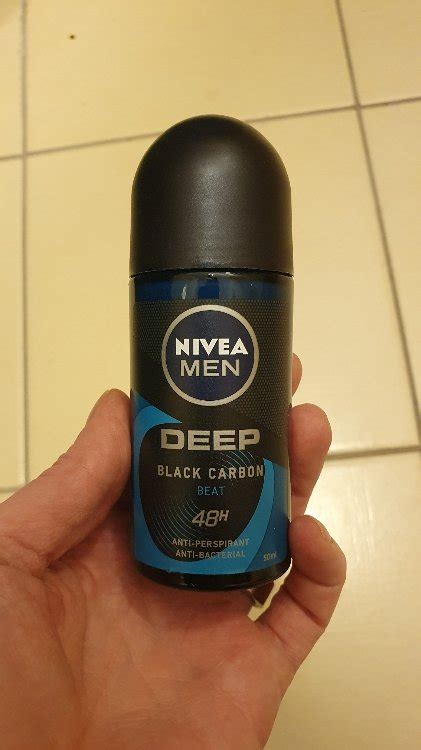 NIVEA
MEN
DEEP
BLACK CARBON
BEAT
48H
ANTI-PERSPIRANT
ANTI-BACTERIAL
50ml